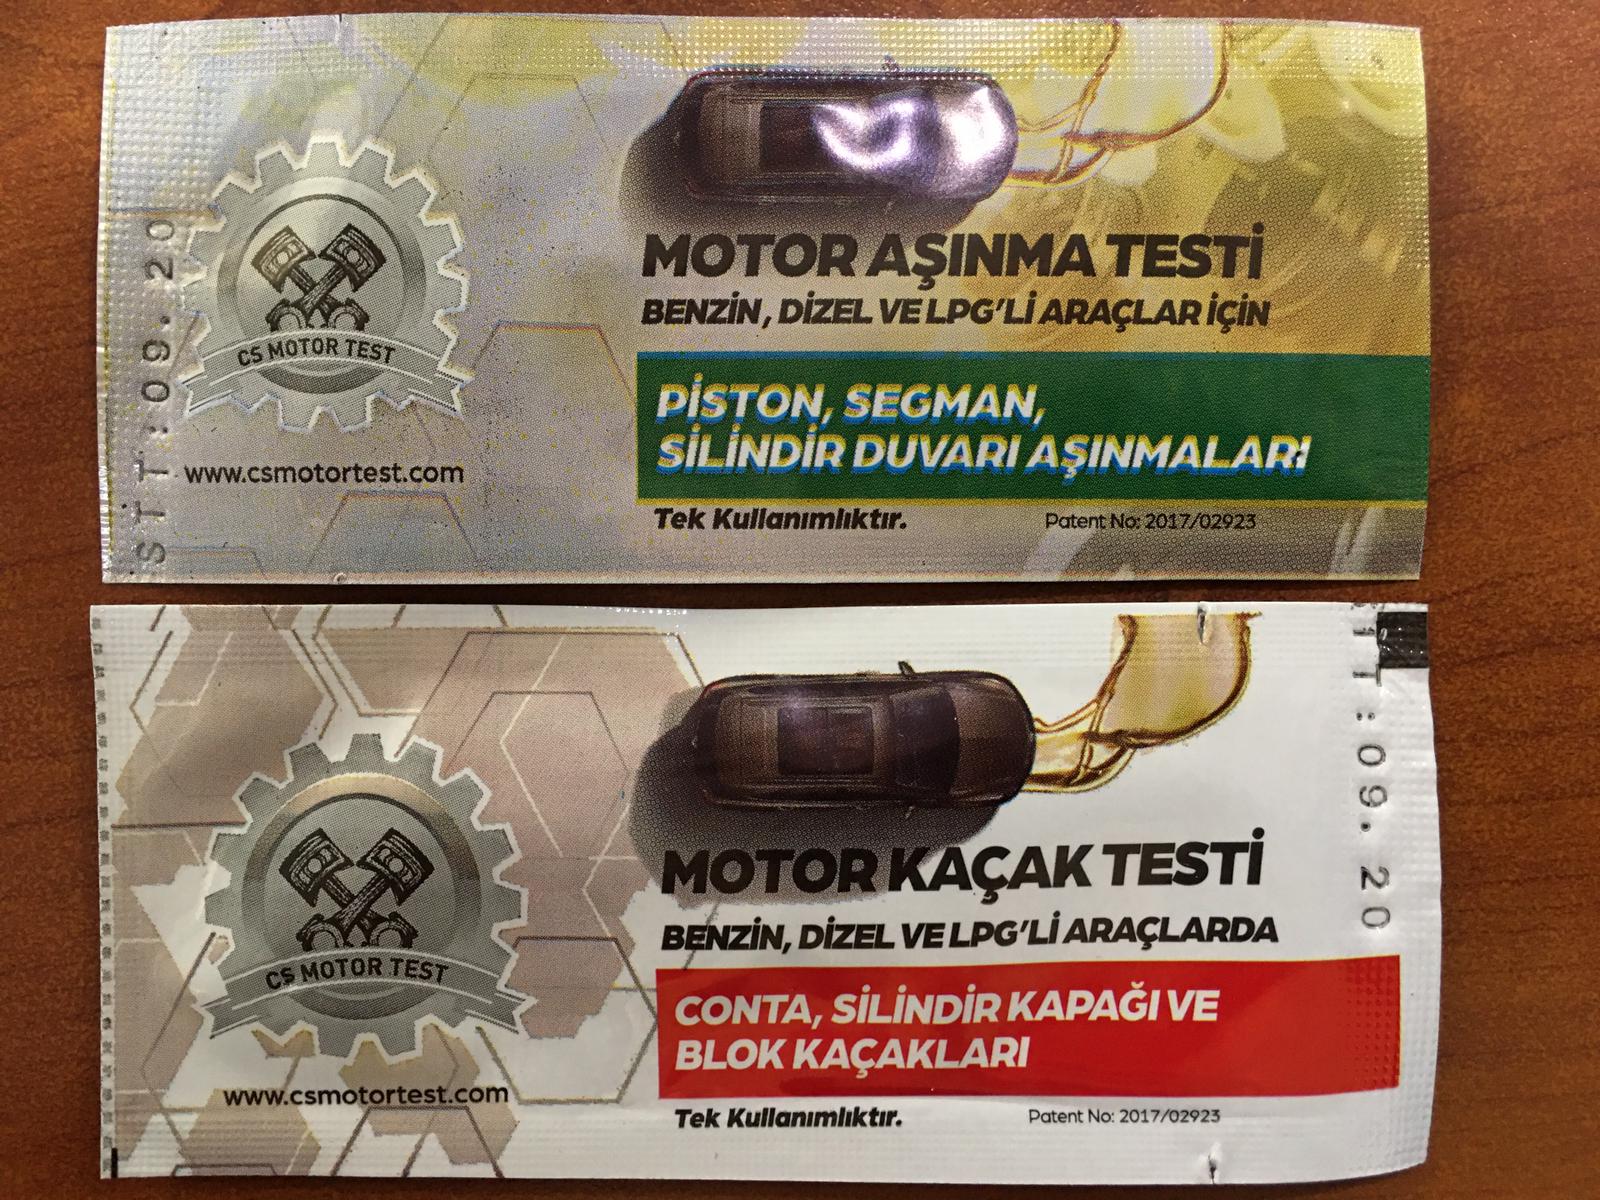 MOTOR AŞINMA TESTİ
BENZİN, DİZEL VE LPG'Lİ ARAÇLAR İÇİN
PİSTON, SEGMAN,
SİLİNDİR DUVARI AŞINMALARI
Tek Kullanımlıktır.
Patent No: 2017/02923
CS MOTOR TEST
www.csmotortest.com
STT:09.20
MOTOR KAÇAK TESTİ
BENZİN, DİZEL VE LPG'Lİ ARAÇLARDA
CONTA, SİLİNDİR KAPAĞI VE
BLOK KAÇAKLARI
Tek Kullanımlıktır.
Patent No: 2017/02923
CS MOTOR TEST
www.csmotortest.com
STT:09.20